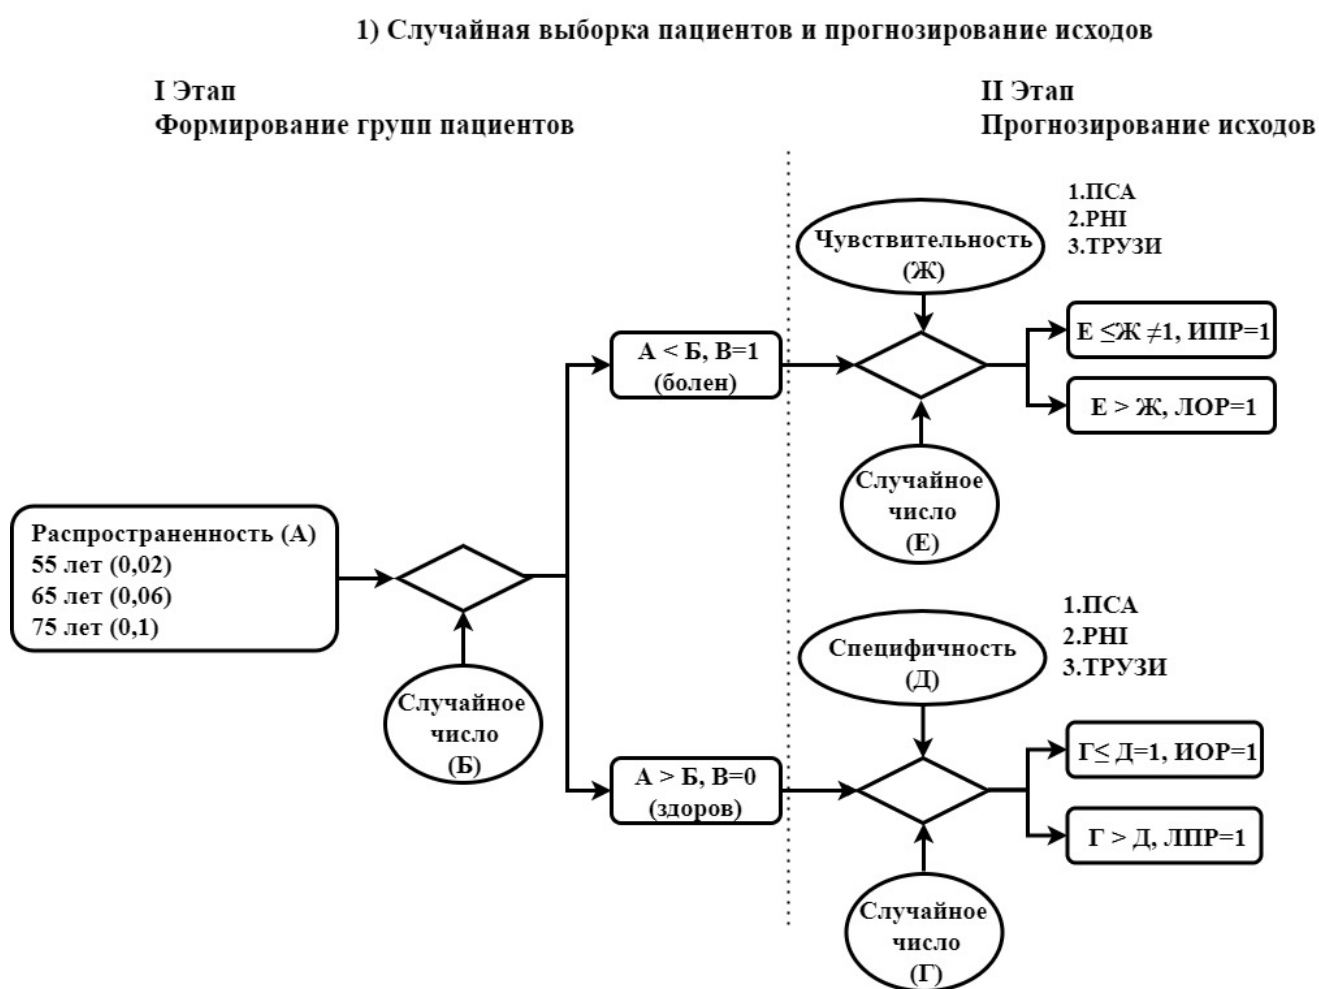 1) Случайная выборка пациентов и прогнозирование исходов
I Этап
Формирование групп пациентов
II Этап
Прогнозирование исходов
1.ПСА
2.PHI
3.ТРУЗИ
Чувствительность
(Ж)
Е ≤Ж ≠1, ИПР=1
А < Б, В=1
(болен)
Е > Ж, ЛОР=1
Случайное
число
(Е)
Распространенность (А)
55 лет (0,02)
65 лет (0,06)
75 лет (0,1)
1.ПСА
2.PHI
3.ТРУЗИ
Специфичность
(Д)
Случайное
число
(Б)
Г≤ Д=1, ИОР=1
А > Б, В=0
(здоров)
Г > Д, ЛПР=1
Случайное
число
(Г)